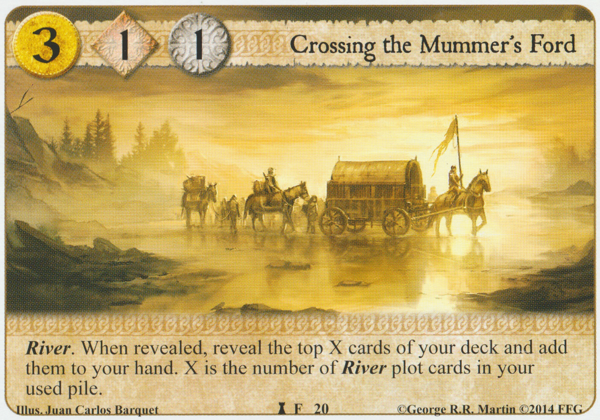 3 1 1 Crossing the Mummer's Ford
River. When revealed, reveal the top X cards of your deck and add
them to your hand. X is the number of River plot cards in your
used pile.
Illus. Juan Carlos Barquet F 20 ©George R.R. Martin ©2014 FFG